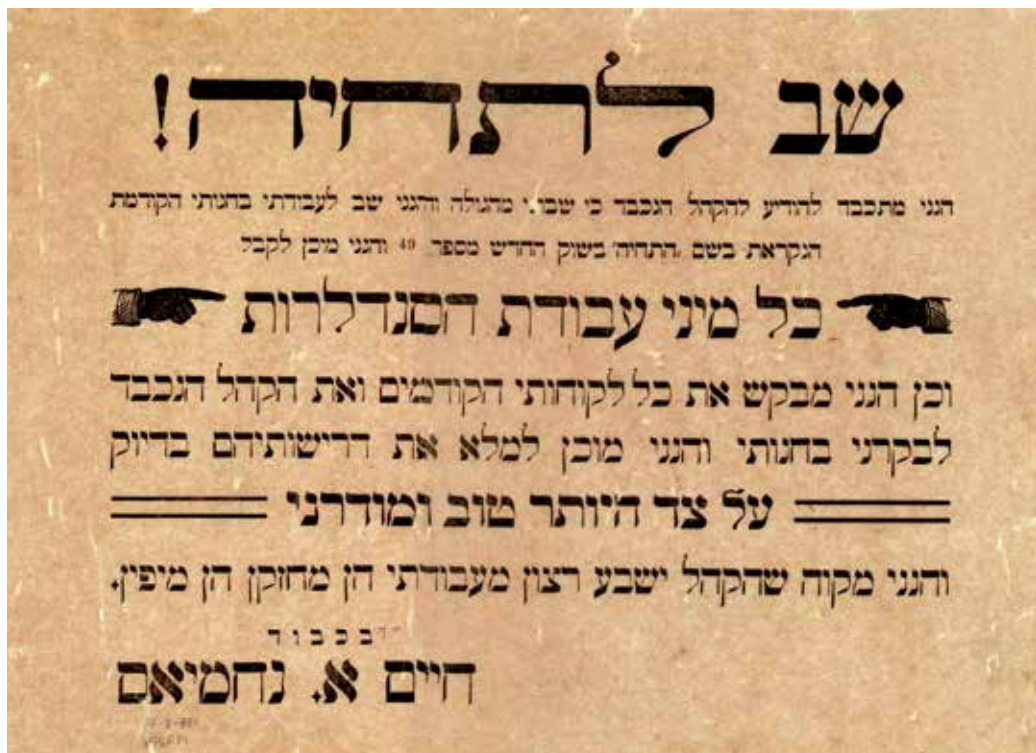 שב לתחיה!
הנני מתכבד להודיע להקהל הנכבד כי שבתי מהגולה והנני שב לעבודתי בחנותי הקודמת
הנקראת בשם „התחיה” בשוק החדש מספר 40 והנני מיכן לקבל
כל מיני עבודת הסנדלרות
וכן הנני מבקש את כל לקוחותי הקודמים ואת הקהל הנכבד
לבקרני בחנותי והנני מוכן למלא את דרישותיהם בדיוק
על צד היותר טוב ומודרני
והנני מקוה שהקהל ישבע רצון מעבודתי הן מחזקן הן מיפין.
בכבוד
חיים א. נחמיאס